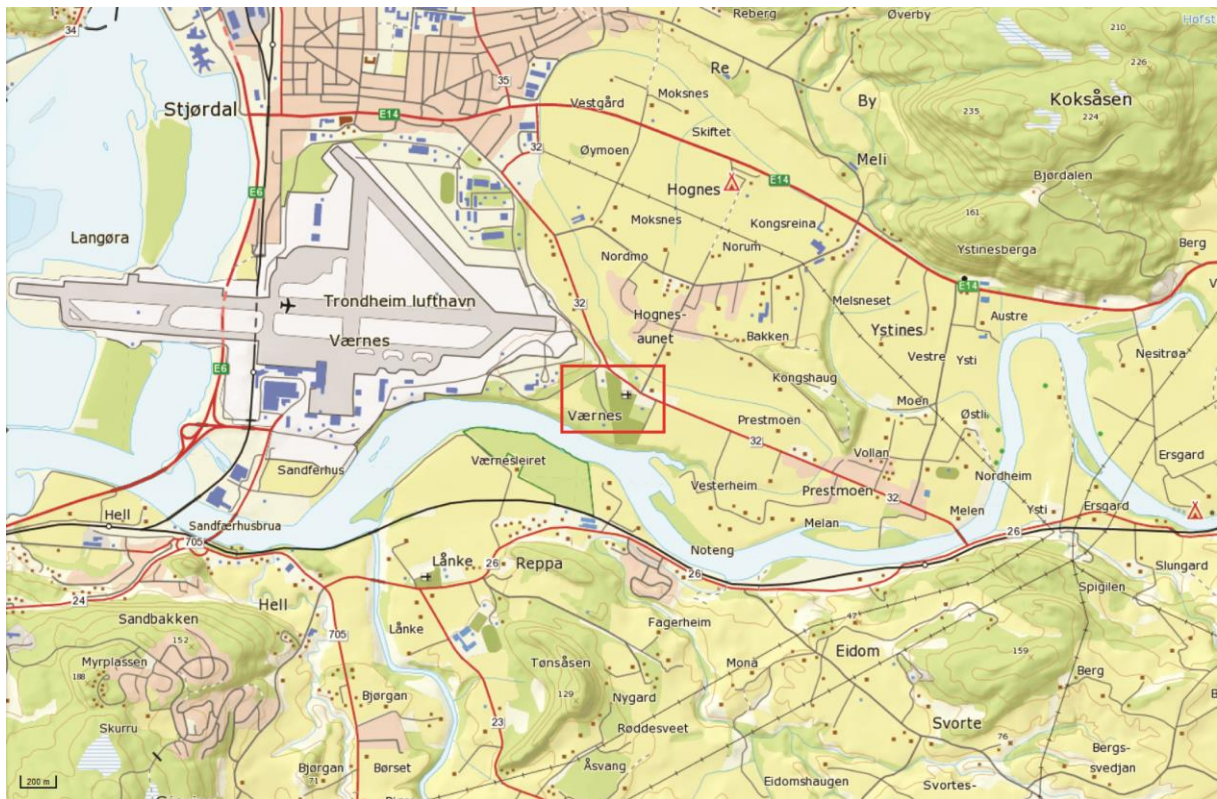 34
Reberg
Øverby
Hofst
210
226
Re
35
Moksnes
By
Koksåsen
Stjørdal
E14
Vestgård
235
224
Skiftet
32
Øymoen
Meli
Hognes
E14
Bjørdalen
E6
Moksnes
Kongsreina
161
Langøra
Norum
Ystinesberga
Berg
Nordmo
E14
Trondheim lufthavn
32
Melsneset
Værnes
Hognes-
aunet
Ystines
Austre
Bakken
Vestre
Ysti
Nesitrøa
E6
Kongshaug
Moen
Værnes
Prestmoen
Østli
32
Vollan
Ersgard
Værnesleiret
Sandferhus
Nordheim
Vesterheim
Prestmoen
32
Hell
Melen
Ysti
Ersgard
Sandfærhusbrua
Melan
26
705
Noteng
Lånke
26
Reppa
26
Slungard
24
Hell
Spigilen
Sandbakken
42
Fagerheim
Lånke
705
Eidom
152
Myrplassen
Tønsåsen
Mona
159
188
129
Berg
Bjørgan
Nygard
Skurru
23
Røddesveet
Svorte
76
Bergs-
svedjan
Bjørgan
Børset
Åsvang
71
Eidomshaugen
Svortes-
200 m